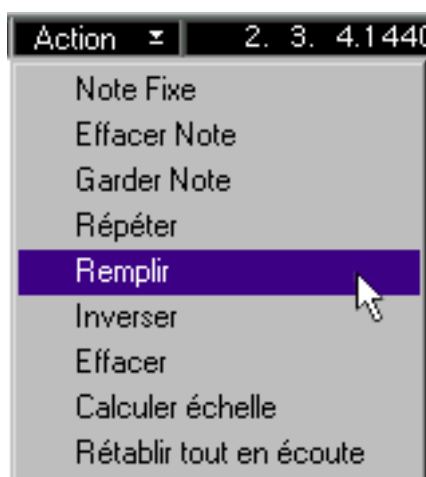 Action 2. 3. 4.1440
Note Fixe
Effacer Note
Garder Note
Répéter
Remplir
Inverser
Effacer
Calculer échelle
Rétablir tout en écoute